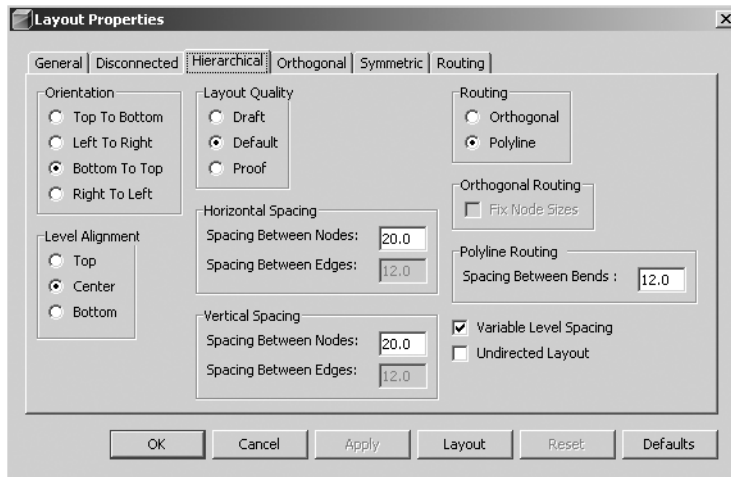 Layout Properties
General Disconnected Hierarchical Orthogonal Symmetric Routing
Orientation
Top To Bottom
Left To Right
Bottom To Top
Right To Left
Level Alignment
Top
Center
Bottom
Layout Quality
Draft
Default
Proof
Horizontal Spacing
Spacing Between Nodes: 20.0
Spacing Between Edges: 12.0
Vertical Spacing
Spacing Between Nodes: 20.0
Spacing Between Edges: 12.0
Routing
Orthogonal
Polyline
Orthogonal Routing
Fix Node Sizes
Polyline Routing
Spacing Between Bends : 12.0
Variable Level Spacing
Undirected Layout
OK Cancel Apply Layout Reset Defaults